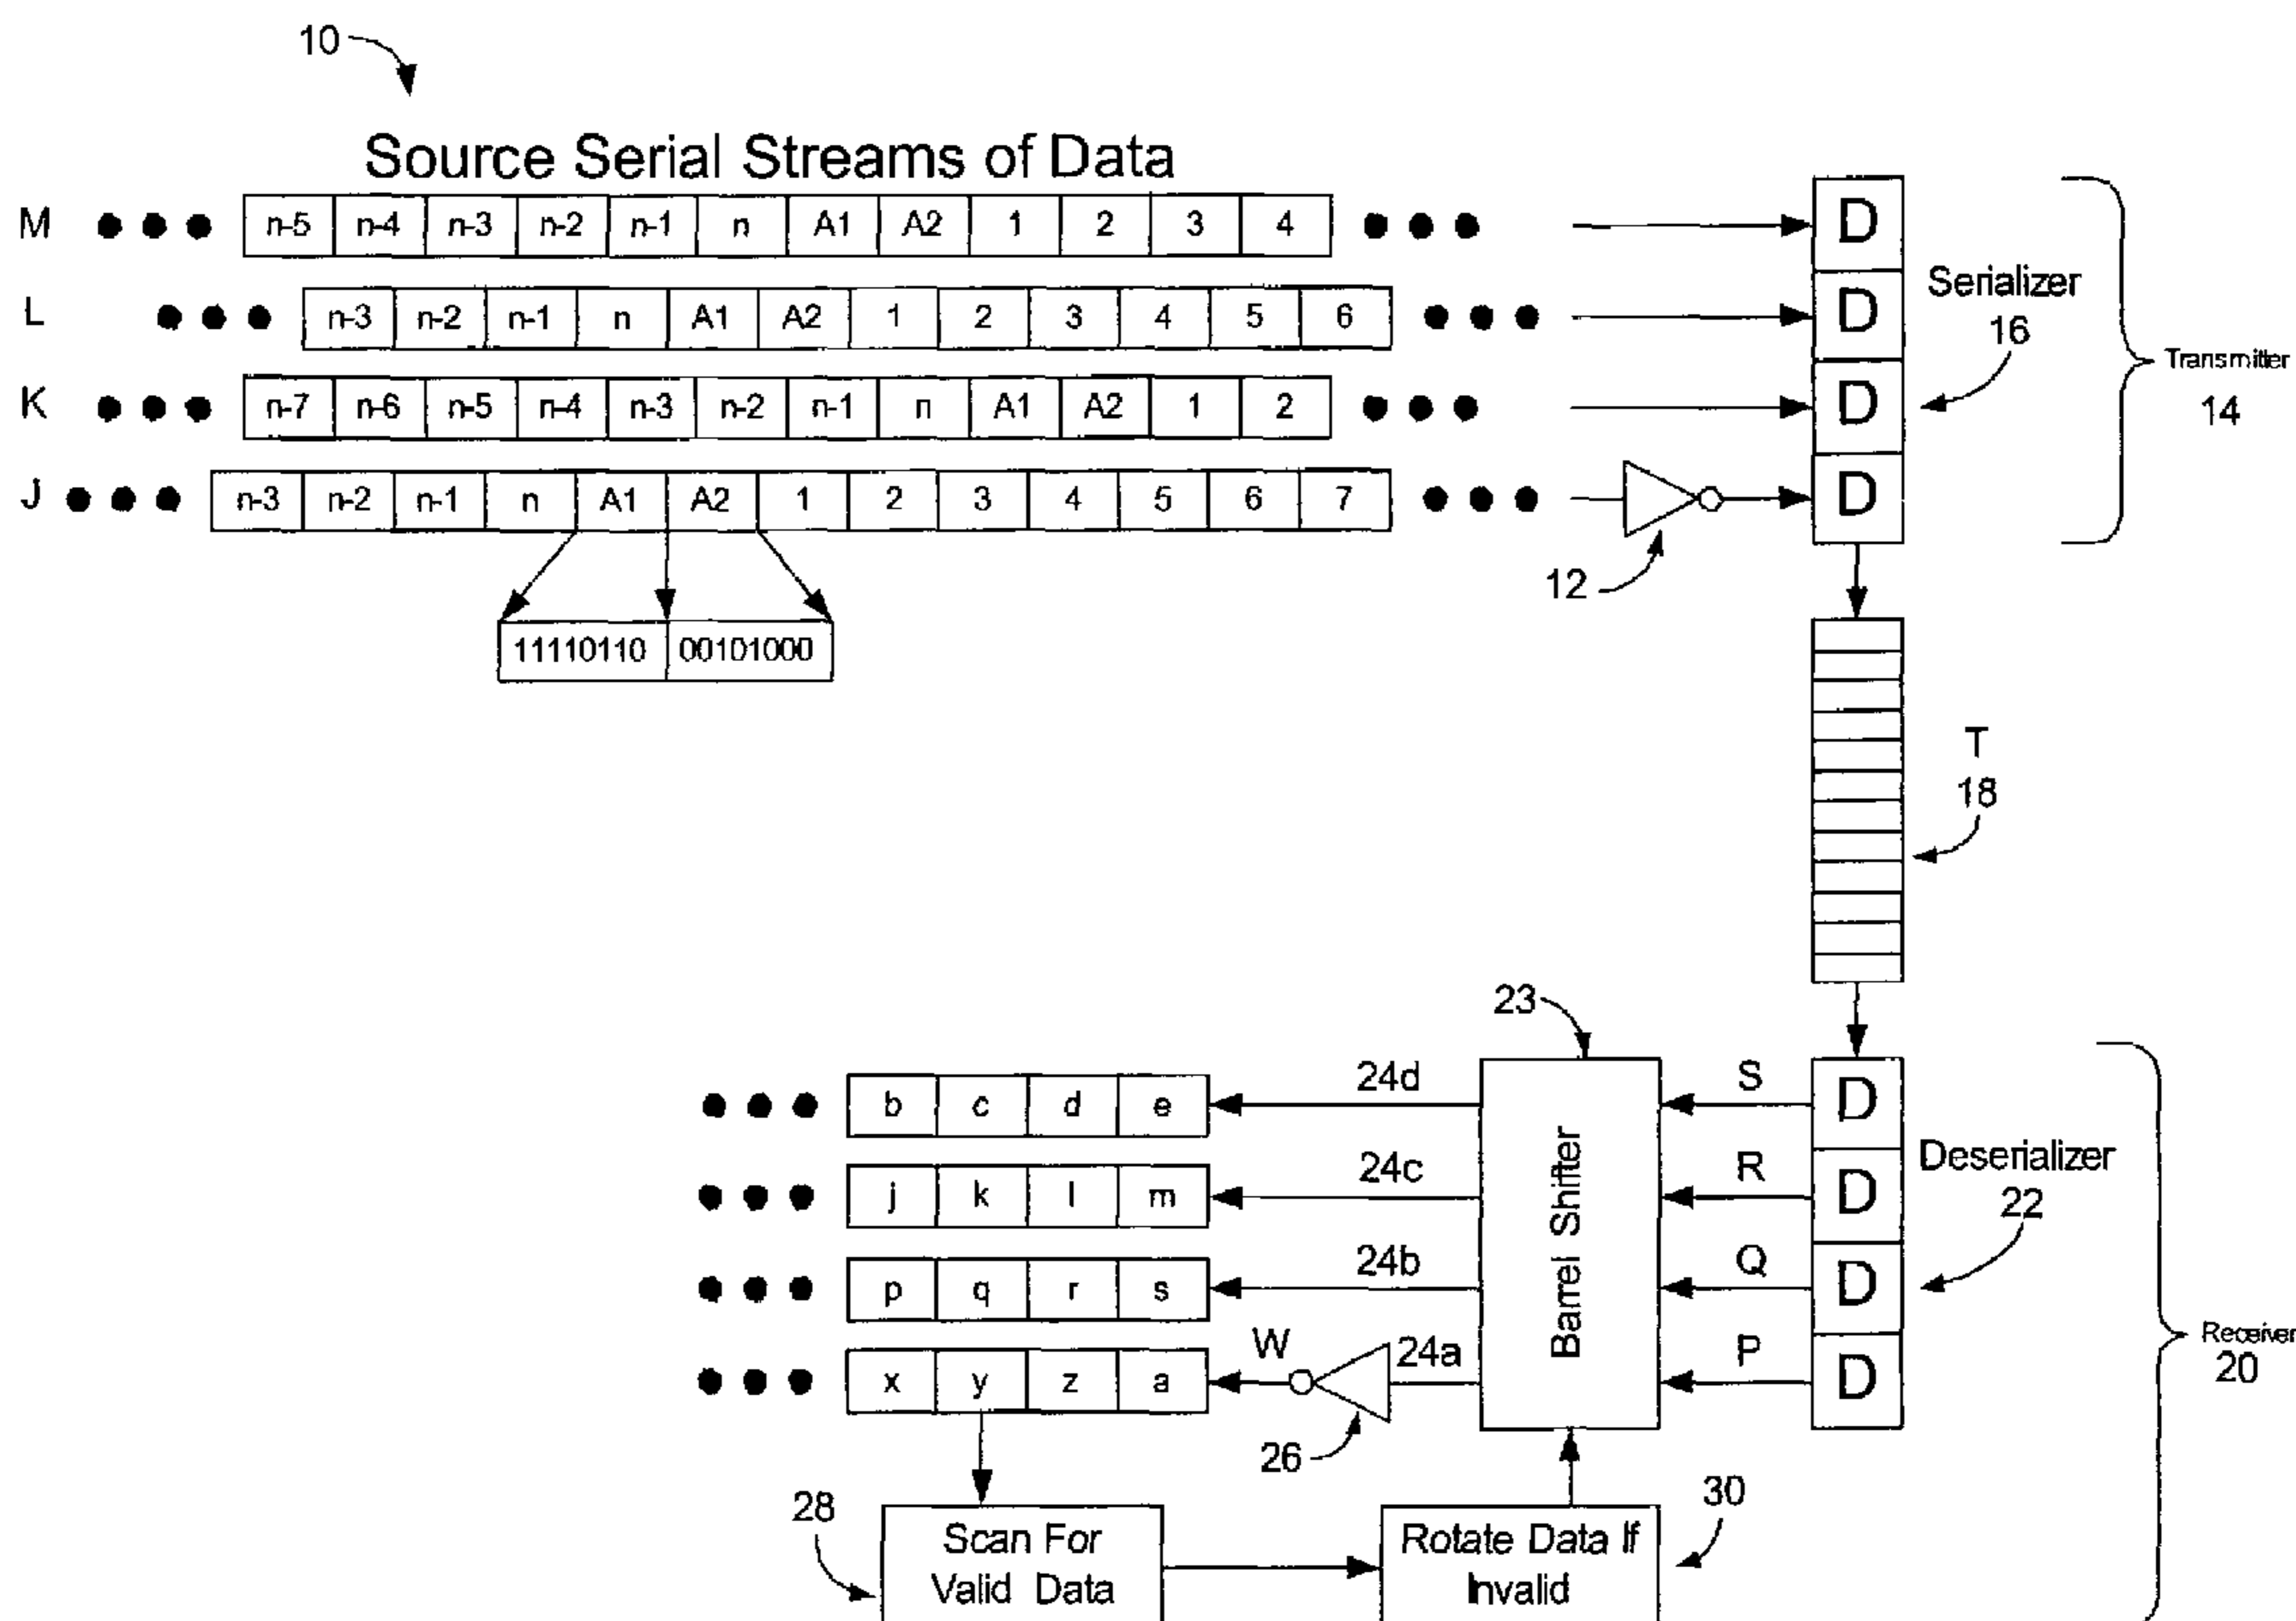 10
Source Serial Streams of Data
M n-5 n-4 n-3 n-2 n-1 n A1 A2 1 2 3 4 D
L n-3 n-2 n-1 n A1 A2 1 2 3 4 5 6 D
Serializer
16
Transmitter
14
K n-7 n-6 n-5 n-4 n-3 n-2 n-1 n A1 A2 1 2 D
J n-3 n-2 n-1 n A1 A2 1 2 3 4 5 6 7 D
12
11110110 00101000
T
18
23
b c d e 24d S D
j k l m 24c R D
Deserializer
22
Barrel Shifter
p q r s 24b Q D
x y z a W 24a P D
Receiver
20
26
28
Scan For
Valid Data
Rotate Data If
Invalid
30